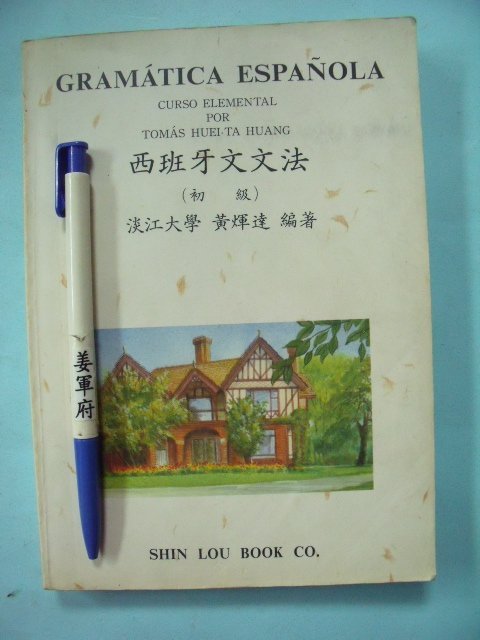 GRAMÁTICA ESPAÑOLA
CURSO ELEMENTAL
POR
TOMÁS HUEI-TA HUANG
西班牙文文法
(初 級)
淡江大學 黃煇達 編著
姜軍府
SHIN LOU BOOK CO.